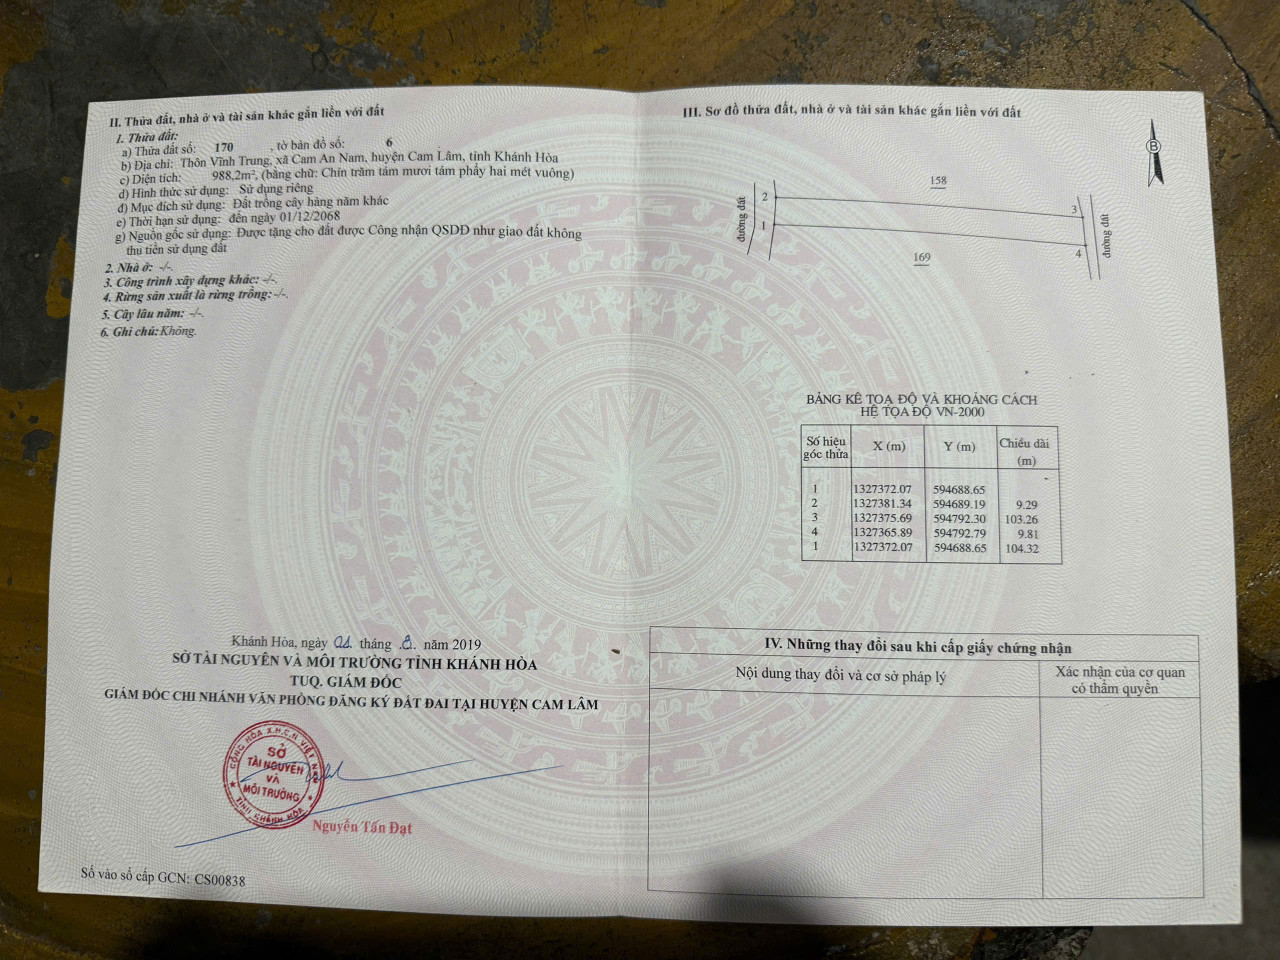 II. Thửa đất, nhà ở và tài sản khác gắn liền với đất
1. Thửa đất:
a) Thửa đất số: 170 , tờ bản đồ số: 6
b) Địa chỉ: Thôn Vĩnh Trung, xã Cam An Nam, huyện Cam Lâm, tỉnh Khánh Hòa
c) Diện tích: 988,2m², (bằng chữ: Chín trăm tám mươi tám phẩy hai mét vuông)
d) Hình thức sử dụng: Sử dụng riêng
đ) Mục đích sử dụng: Đất trồng cây hàng năm khác
e) Thời hạn sử dụng: đến ngày 01/12/2068
g) Nguồn gốc sử dụng: Được tặng cho đất được Công nhận QSDĐ như giao đất không
thu tiền sử dụng đất
2. Nhà ở: -/-.
3. Công trình xây dựng khác: -/-.
4. Rừng sản xuất là rừng trồng: -/-.
5. Cây lâu năm: -/-.
6. Ghi chú: Không.
Khánh Hòa, ngày 01 tháng 8 năm 2019
SỞ TÀI NGUYÊN VÀ MÔI TRƯỜNG TỈNH KHÁNH HÒA
TUQ. GIÁM ĐỐC
GIÁM ĐỐC CHI NHÁNH VĂN PHÒNG ĐĂNG KÝ ĐẤT ĐAI TẠI HUYỆN CAM LÂM
CỘNG HÒA X.H.C.N VIỆT NAM
SỞ
TÀI NGUYÊN
VÀ
MÔI TRƯỜNG
TỈNH KHÁNH HÒA
Nguyễn Tấn Đạt
Số vào sổ cấp GCN: CS00838
III. Sơ đồ thửa đất, nhà ở và tài sản khác gắn liền với đất
B
158
2
3
đường đất
đường đất
1
4
169
BẢNG KÊ TỌA ĐỘ VÀ KHOẢNG CÁCH
HỆ TỌA ĐỘ VN-2000
Số hiệu góc thửa X (m) Y (m) Chiều dài (m)
1 1327372.07 594688.65
2 1327381.34 594689.19 9.29
3 1327375.69 594792.30 103.26
4 1327365.89 594792.79 9.81
1 1327372.07 594688.65 104.32
IV. Những thay đổi sau khi cấp giấy chứng nhận
Nội dung thay đổi và cơ sở pháp lý
Xác nhận của cơ quan
có thẩm quyền